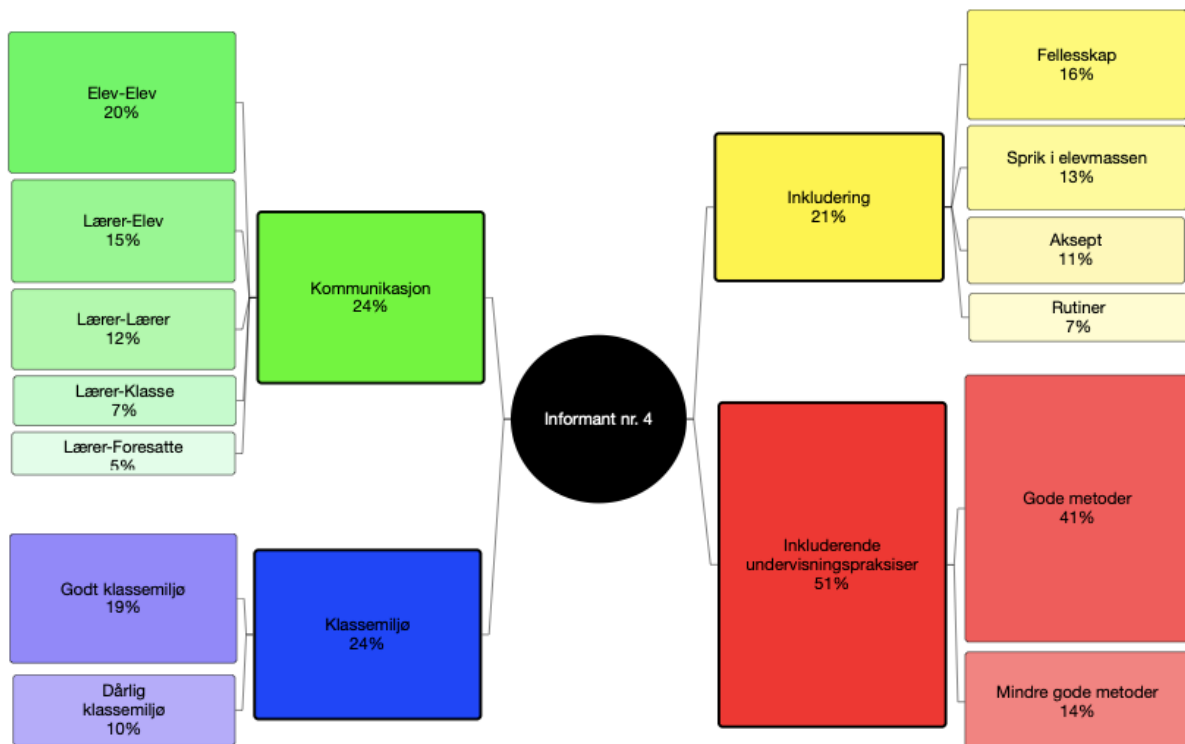 Elev-Elev
20%
Lærer-Elev
15%
Lærer-Lærer
12%
Lærer-Klasse
7%
Lærer-Foresatte
5%
Kommunikasjon
24%
Godt klassemiljø
19%
Dårlig
klassemiljø
10%
Klassemiljø
24%
Informant nr. 4
Inkludering
21%
Fellesskap
16%
Sprik i elevmassen
13%
Aksept
11%
Rutiner
7%
Inkluderende
undervisningspraksiser
51%
Gode metoder
41%
Mindre gode metoder
14%